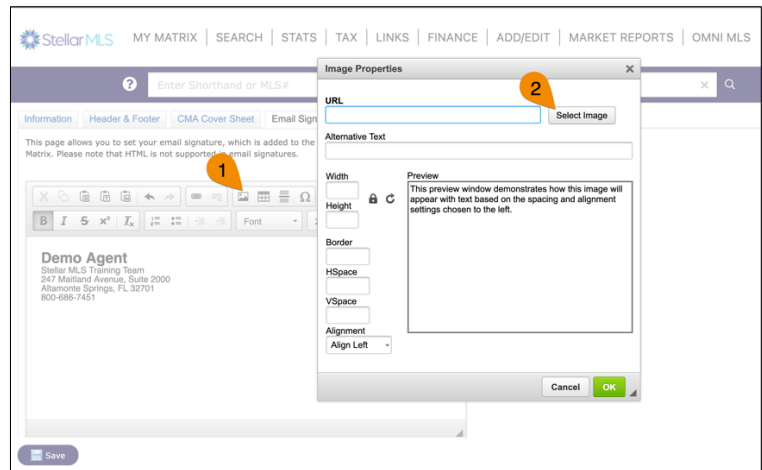 StellarMLS MY MATRIX SEARCH STATS TAX LINKS FINANCE ADD/EDIT MARKET REPORTS OMNI MLS
? Enter Shorthand or MLS#
Information Header & Footer CMA Cover Sheet Email Sign
This page allows you to set your email signature, which is added to the
Matrix. Please note that HTML is not supported in email signatures.
1
B I S x² Ix Font
Demo Agent
Stellar MLS Training Team
247 Maitland Avenue, Suite 2000
Altamonte Springs, FL 32701
800-686-7451
Save
Image Properties
2
URL
Select Image
Alternative Text
Width
Height
Border
HSpace
VSpace
Alignment
Align Left
Preview
This preview window demonstrates how this image will
appear with text based on the spacing and alignment
settings chosen to the left.
Cancel OK